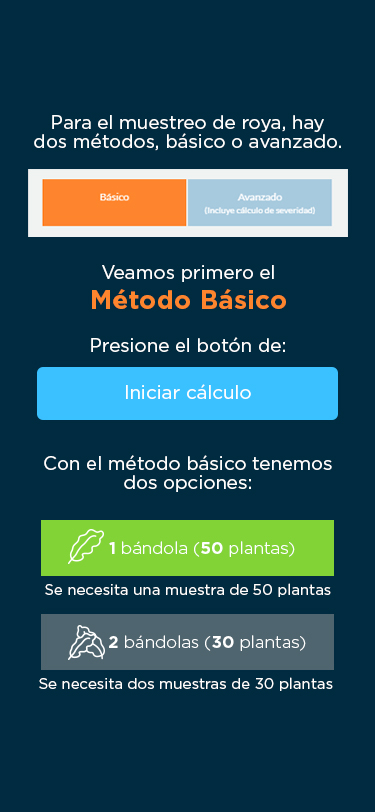 Para el muestreo de roya, hay
dos métodos, básico o avanzado.
Básico
Avanzado
(Incluye cálculo de severidad)
Veamos primero el
Método Básico
Presione el botón de:
Iniciar cálculo
Con el método básico tenemos
dos opciones:
1 bándola (50 plantas)
Se necesita una muestra de 50 plantas
2 bándolas (30 plantas)
Se necesita dos muestras de 30 plantas